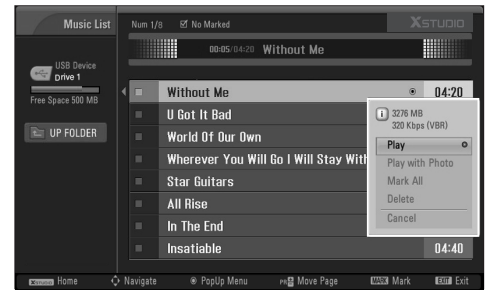 Music List
Num 1/8 ☑ No Marked
XSTUDIO
00:05/04:20 Without Me
USB Device
Drive 1
Free Space 500 MB
UP FOLDER
Without Me 04:20
U Got It Bad
World Of Our Own
Wherever You Will Go I Will Stay With
Star Guitars
All Rise
In The End
Insatiable 04:40
3276 MB
320 Kbps (VBR)
Play
Play with Photo
Mark All
Delete
Cancel
Home Navigate PopUp Menu Move Page MARK Mark EXIT Exit